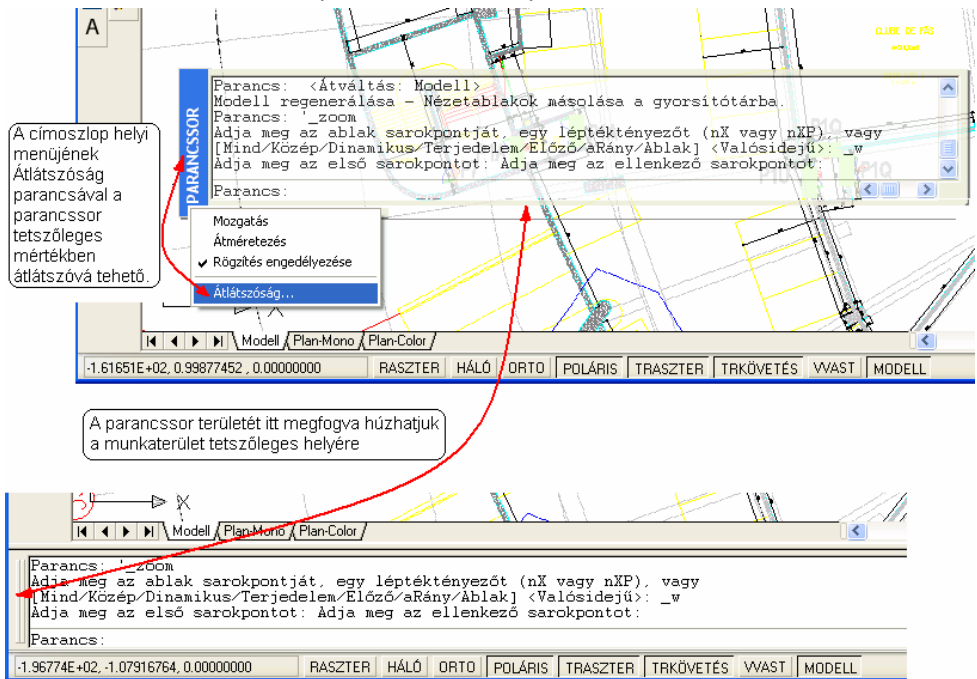 A
CLUBE DE PÁS
PARANCSSOR
Parancs:  <Átváltás: Modell>
Modell regenerálása - Nézetablakok másolása a gyorsítótárba.
Parancs: '_zoom
Adja meg az ablak sarokpontját, egy léptéktényezőt (nX vagy nXP), vagy
[Mind/Közép/Dinamikus/Terjedelem/Előző/aRány/Ablak] <Valósidejű>: _w
Adja meg az első sarokpontot: Adja meg az ellenkező sarokpontot:
Parancs:
P10
A címoszlop helyi
menüjének
Átlátszóság
parancsával a
parancssor
tetszőleges
mértékben
átlátszóvá tehető.
Mozgatás
Átméretezés
Rögzítés engedélyezése
Átlátszóság...
X
Modell Plan-Mono Plan-Color
-1.61651E+02, 0.99877452 , 0.00000000 RASZTER HÁLÓ ORTO POLÁRIS TRASZTER TRKÖVETÉS VVAST MODELL
A parancssor területét itt megfogva húzhatjuk
a munkaterület tetszőleges helyére
X
Modell Plan-Mono Plan-Color
Parancs: '_zoom
Adja meg az ablak sarokpontját, egy léptéktényezőt (nX vagy nXP), vagy
[Mind/Közép/Dinamikus/Terjedelem/Előző/aRány/Ablak] <Valósidejű>: _w
Adja meg az első sarokpontot: Adja meg az ellenkező sarokpontot:
Parancs:
-1.96774E+02, -1.07916764, 0.00000000 RASZTER HÁLÓ ORTO POLÁRIS TRASZTER TRKÖVETÉS VVAST MODELL